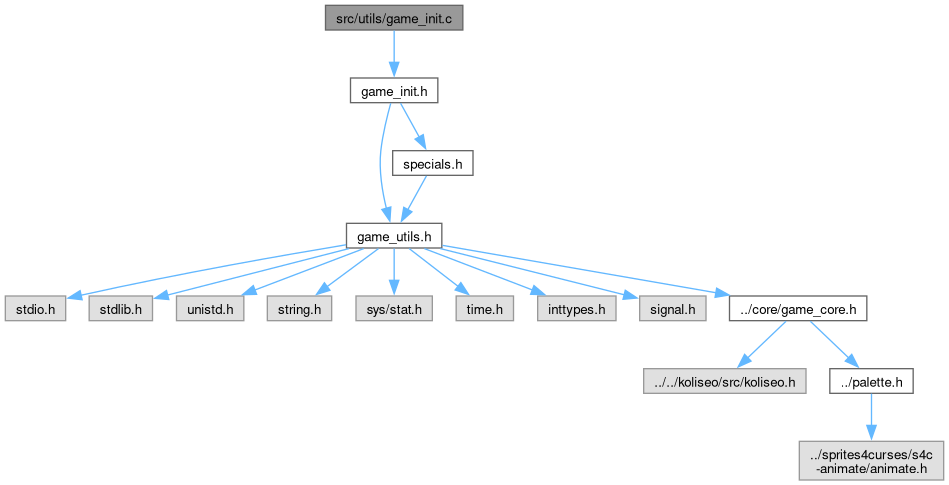 src/utils/game_init.c
game_init.h
specials.h
game_utils.h
stdio.h
stdlib.h
unistd.h
string.h
sys/stat.h
time.h
inttypes.h
signal.h
../core/game_core.h
../../koliseo/src/koliseo.h
../palette.h
../sprites4curses/s4c
-animate/animate.h